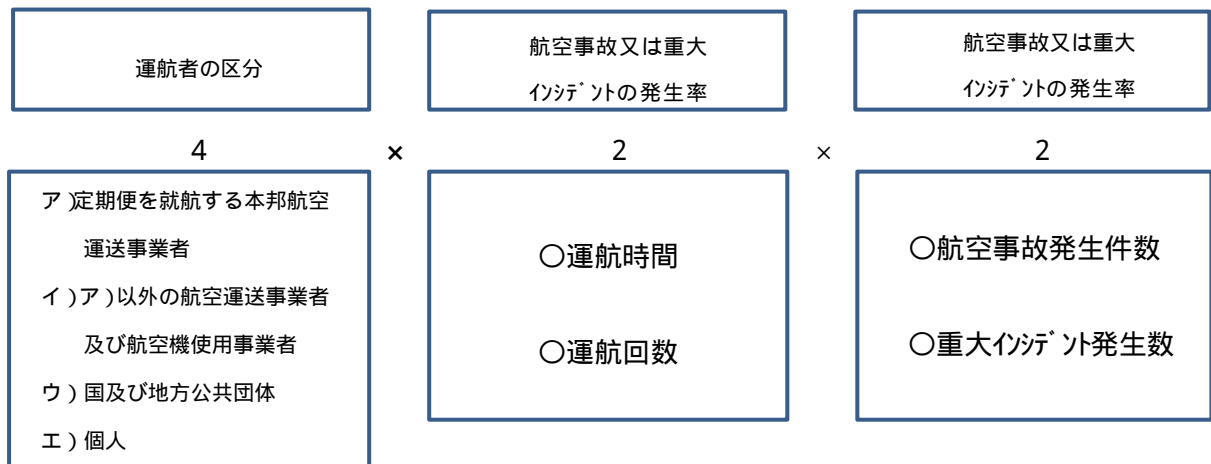 運航者の区分
航空事故又は重大
インシデントの発生率
航空事故又は重大
インシデントの発生率
4 × 2 × 2
ア)定期便を就航する本邦航空
運送事業者
イ)ア)以外の航空運送事業者
及び航空機使用事業者
ウ)国及び地方公共団体
エ)個人
〇運航時間
〇運航回数
〇航空事故発生件数
〇重大インシデント発生数